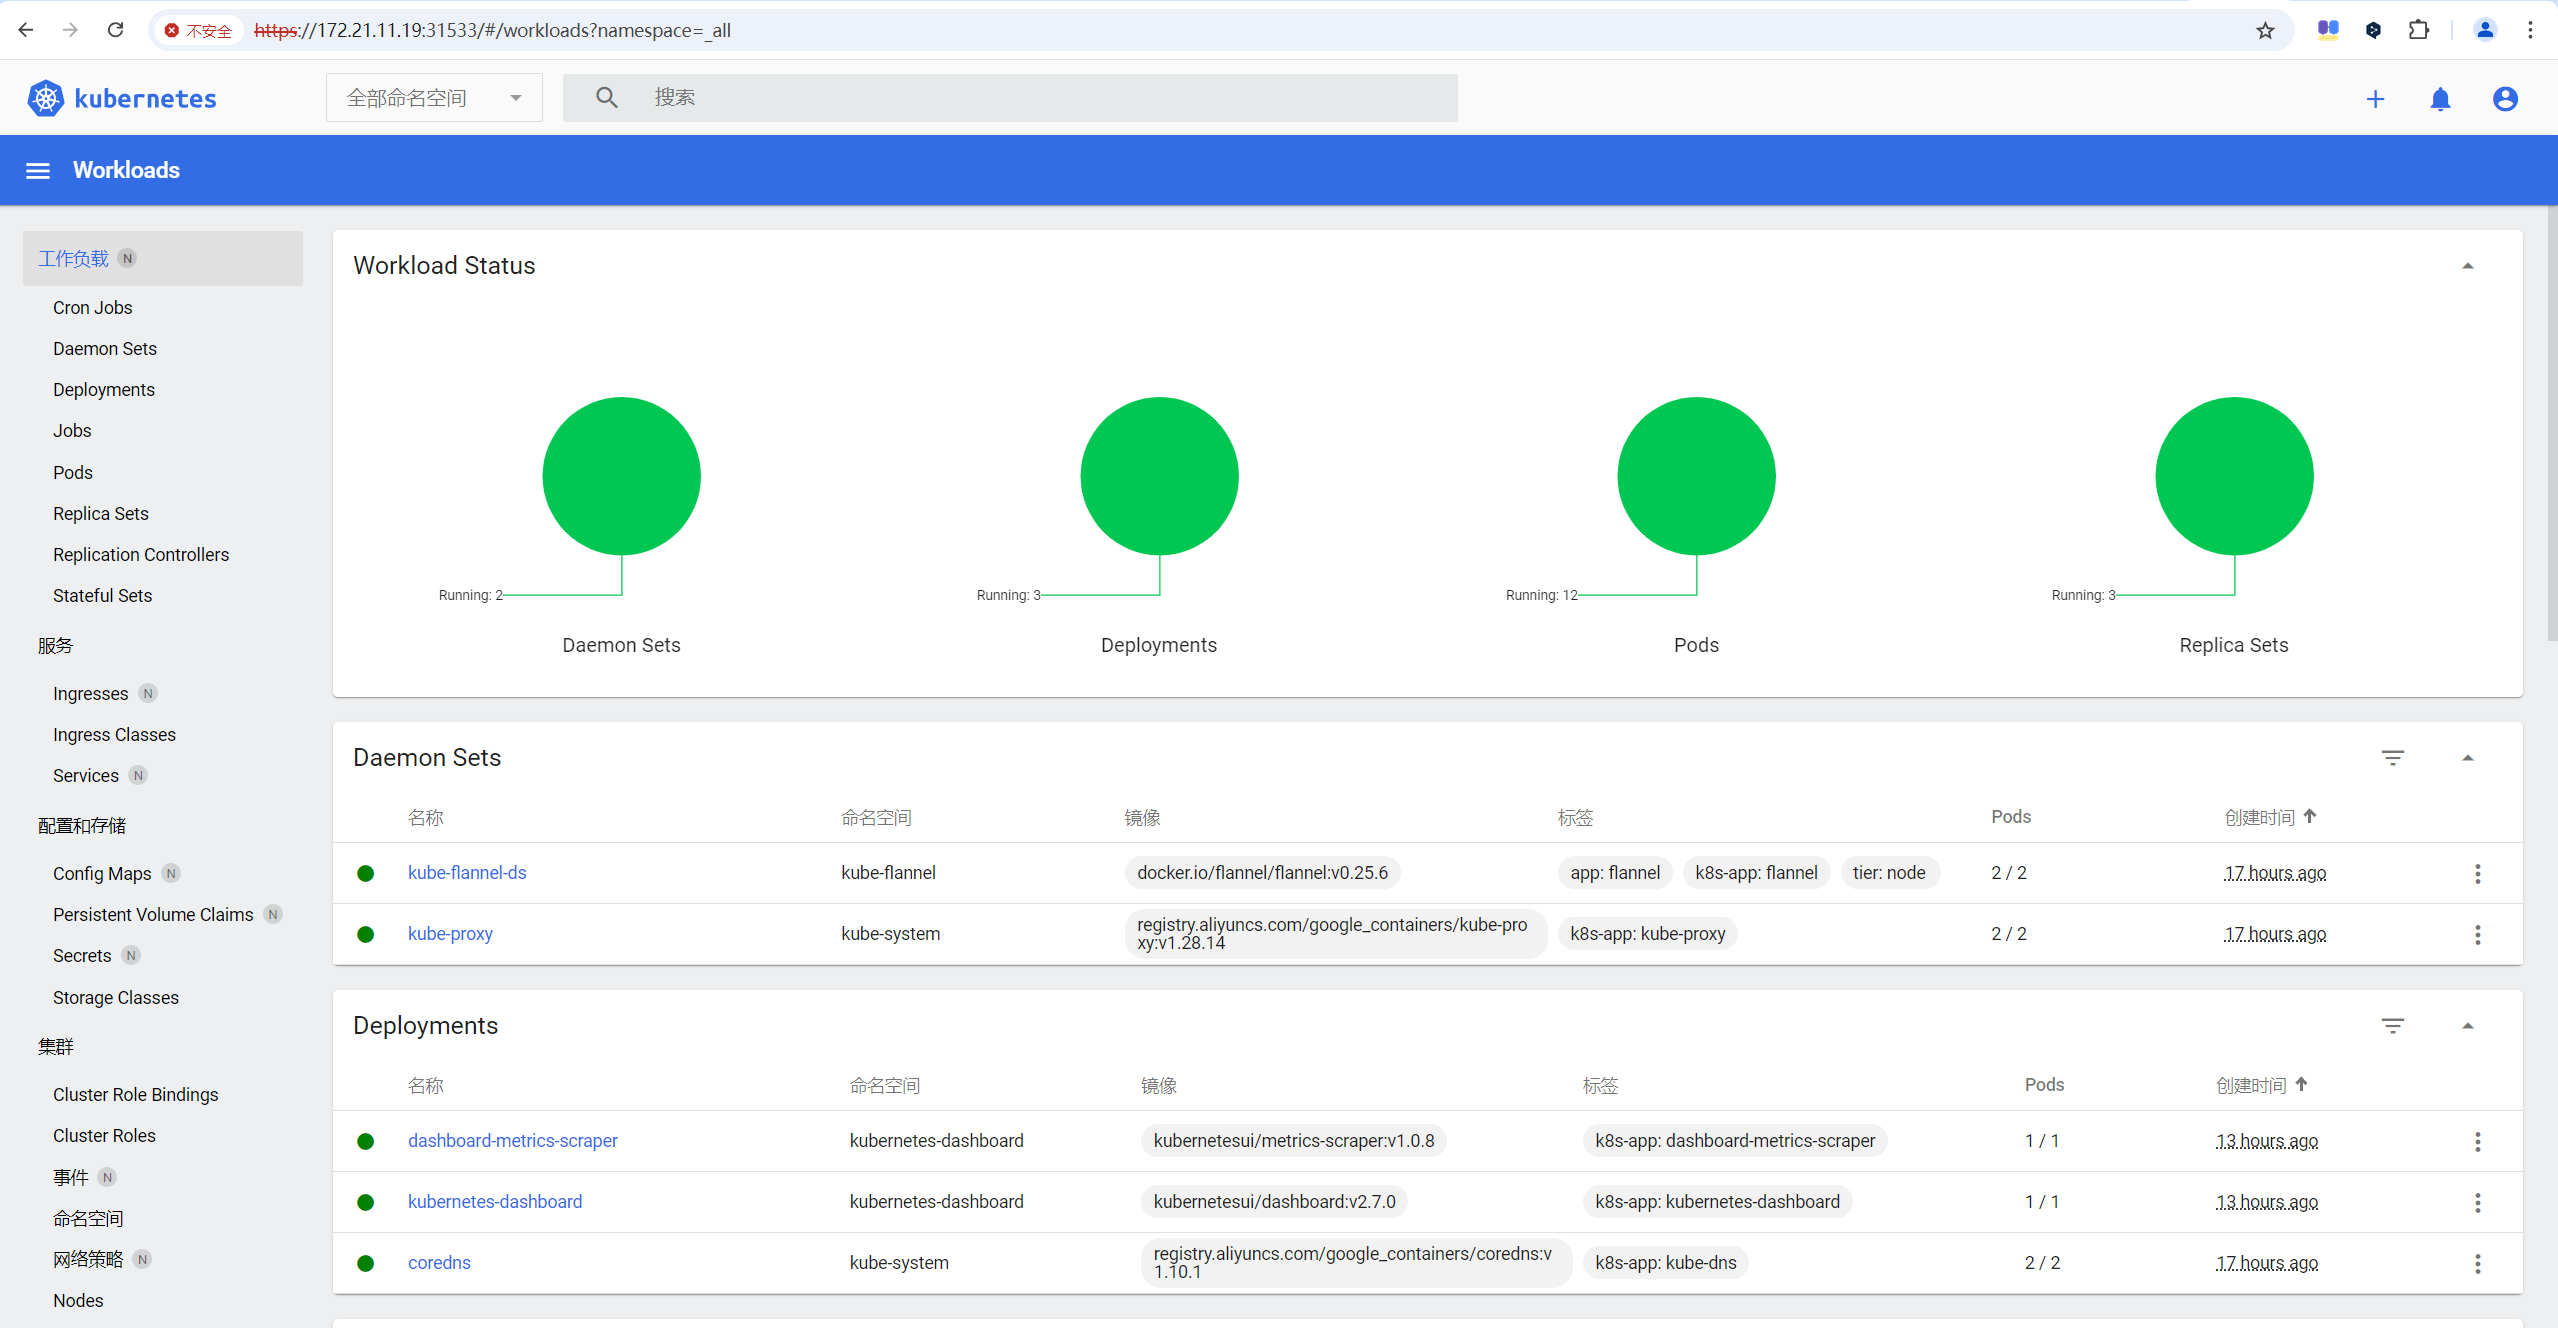 不安全 https://172.21.11.19:31533/#/workloads?namespace=_all
kubernetes 全部命名空间 搜索
Workloads
工作负载 N
Cron Jobs
Daemon Sets
Deployments
Jobs
Pods
Replica Sets
Replication Controllers
Stateful Sets
服务
Ingresses N
Ingress Classes
Services N
配置和存储
Config Maps N
Persistent Volume Claims N
Secrets N
Storage Classes
集群
Cluster Role Bindings
Cluster Roles
事件 N
命名空间
网络策略 N
Nodes
Workload Status
Running: 2 Running: 3 Running: 12 Running: 3
Daemon Sets Deployments Pods Replica Sets
Daemon Sets
名称 命名空间 镜像 标签 Pods 创建时间
kube-flannel-ds kube-flannel docker.io/flannel/flannel:v0.25.6 app: flannel k8s-app: flannel tier: node 2 / 2 17 hours ago
kube-proxy kube-system registry.aliyuncs.com/google_containers/kube-pro
xy:v1.28.14 k8s-app: kube-proxy 2 / 2 17 hours ago
Deployments
名称 命名空间 镜像 标签 Pods 创建时间
dashboard-metrics-scraper kubernetes-dashboard kubernetesui/metrics-scraper:v1.0.8 k8s-app: dashboard-metrics-scraper 1 / 1 13 hours ago
kubernetes-dashboard kubernetes-dashboard kubernetesui/dashboard:v2.7.0 k8s-app: kubernetes-dashboard 1 / 1 13 hours ago
coredns kube-system registry.aliyuncs.com/google_containers/coredns:v
1.10.1 k8s-app: kube-dns 2 / 2 17 hours ago